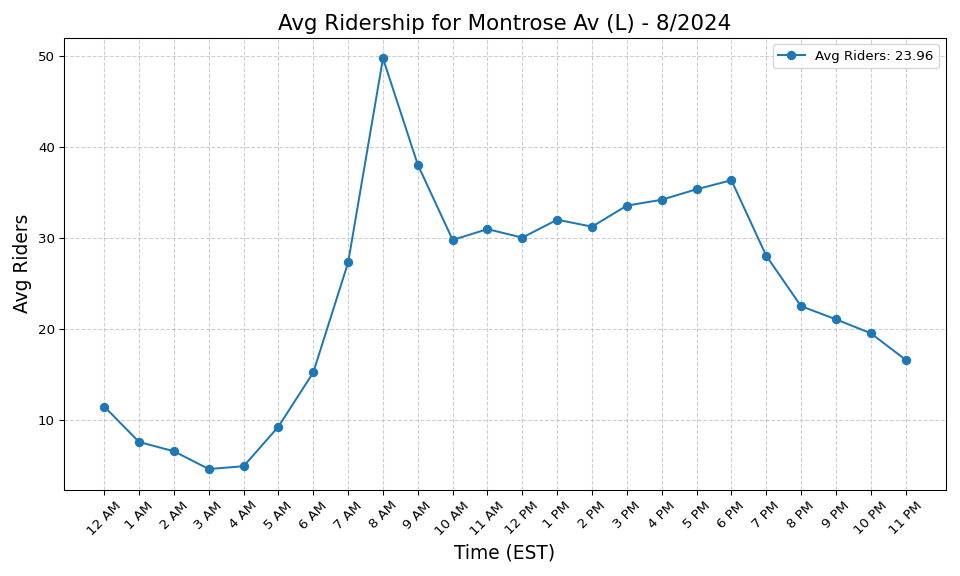 Avg Ridership for Montrose Av (L) - 8/2024
Avg Riders: 23.96
50
40
30
20
10
Avg Riders
12 AM
1 AM
2 AM
3 AM
4 AM
5 AM
6 AM
7 AM
8 AM
9 AM
10 AM
11 AM
12 PM
1 PM
2 PM
3 PM
4 PM
5 PM
6 PM
7 PM
8 PM
9 PM
10 PM
11 PM
Time (EST)